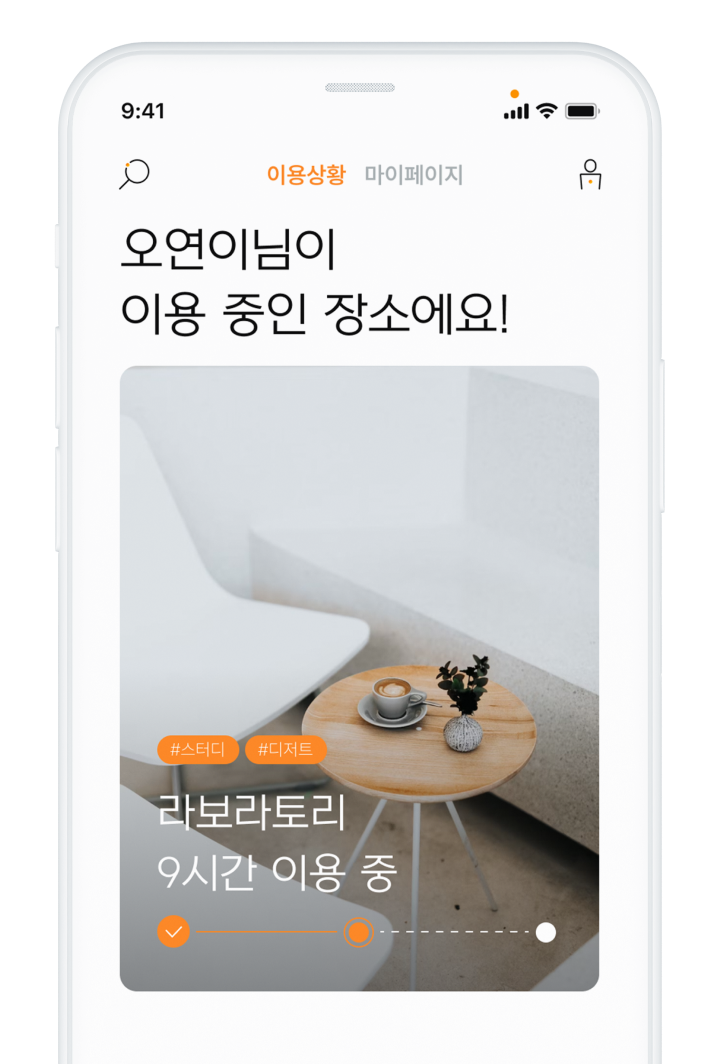 9:41
이용상황 마이페이지
오연이님이
이용 중인 장소에요!
#스터디 #디저트
라보라토리
9시간 이용 중